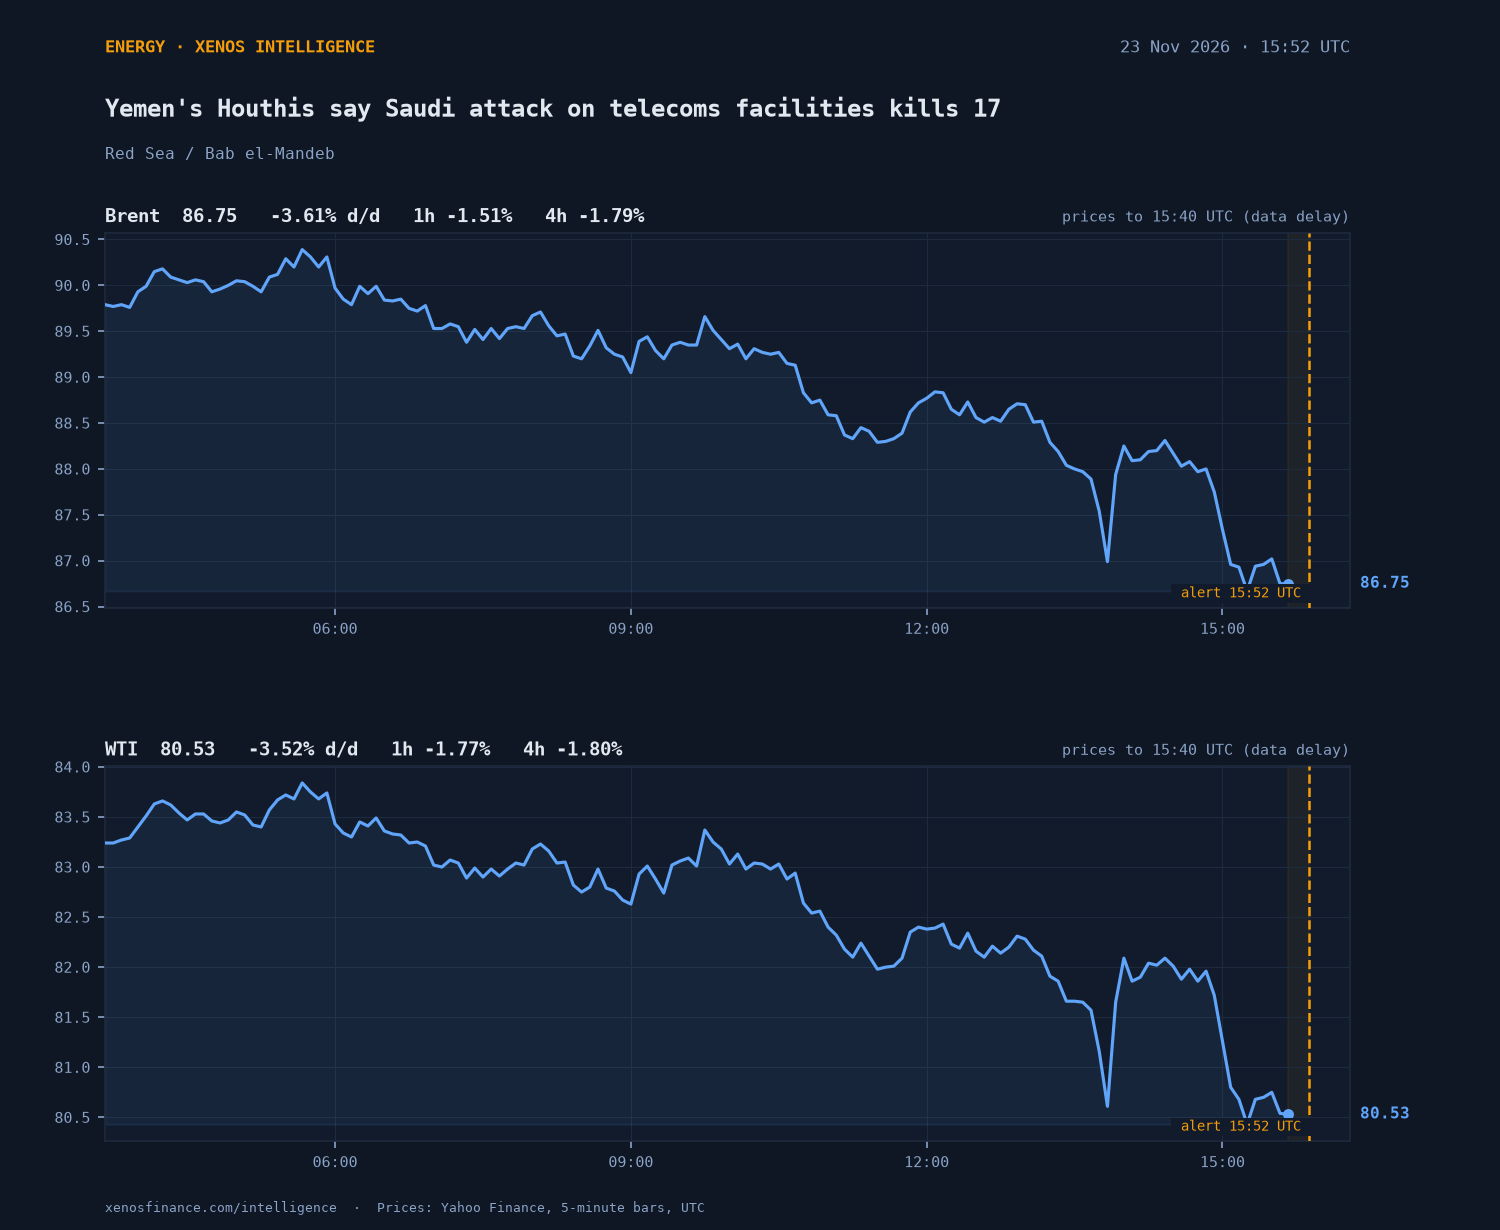 ENERGY · XENOS INTELLIGENCE
23 Nov 2026 · 15:52 UTC
Yemen's Houthis say Saudi attack on telecoms facilities kills 17
Red Sea / Bab el-Mandeb
Brent  86.75   -3.61% d/d   1h -1.51%   4h -1.79%
prices to 15:40 UTC (data delay)
90.5
90.0
89.5
89.0
88.5
88.0
87.5
87.0
86.5
86.75
alert 15:52 UTC
06:00
09:00
12:00
15:00
WTI  80.53   -3.52% d/d   1h -1.77%   4h -1.80%
prices to 15:40 UTC (data delay)
84.0
83.5
83.0
82.5
82.0
81.5
81.0
80.5
80.53
alert 15:52 UTC
06:00
09:00
12:00
15:00
xenosfinance.com/intelligence  ·  Prices: Yahoo Finance, 5-minute bars, UTC